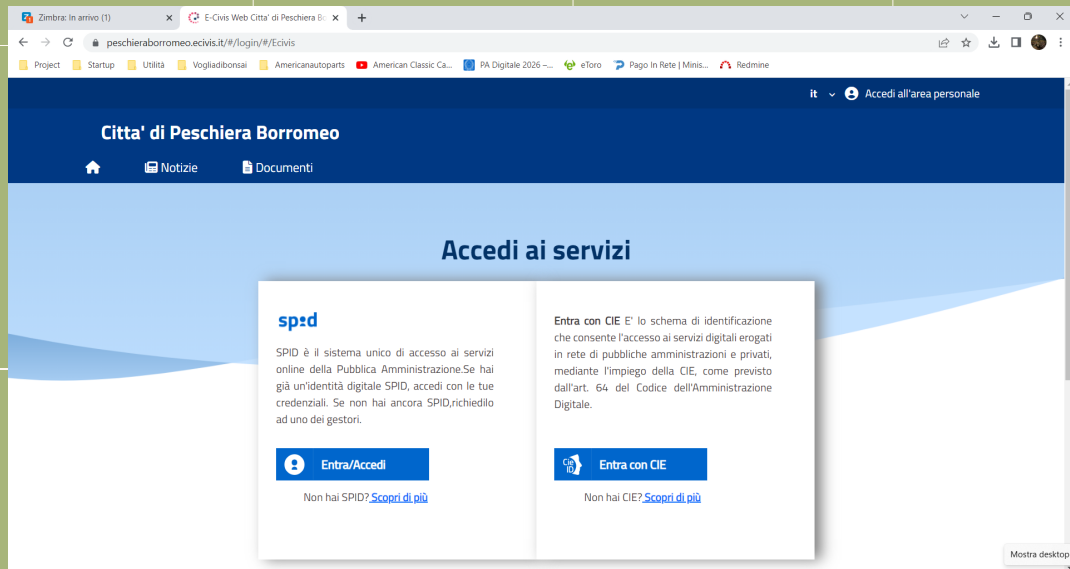 Zimbra: In arrivo (1)
E-Civis Web Citta' di Peschiera Bo
peschieraborromeo.ecivis.it/#/login/#/Ecivis
Project Startup Utilità Vogliadibonsai Americanautoparts American Classic Ca... PA Digitale 2026 –... eToro Pago In Rete | Minis... Redmine
it Accedi all'area personale
Citta' di Peschiera Borromeo
Notizie Documenti
Accedi ai servizi
sp:d
SPID è il sistema unico di accesso ai servizi
online della Pubblica Amministrazione.Se hai
già un'identità digitale SPID, accedi con le tue
credenziali. Se non hai ancora SPID,richiedilo
ad uno dei gestori.
Entra/Accedi
Non hai SPID? Scopri di più
Entra con CIE E' lo schema di identificazione
che consente l'accesso ai servizi digitali erogati
in rete di pubbliche amministrazioni e privati,
mediante l'impiego della CIE, come previsto
dall'art. 64 del Codice dell'Amministrazione
Digitale.
Cie
ID
Entra con CIE
Non hai CIE? Scopri di più
Mostra desktop